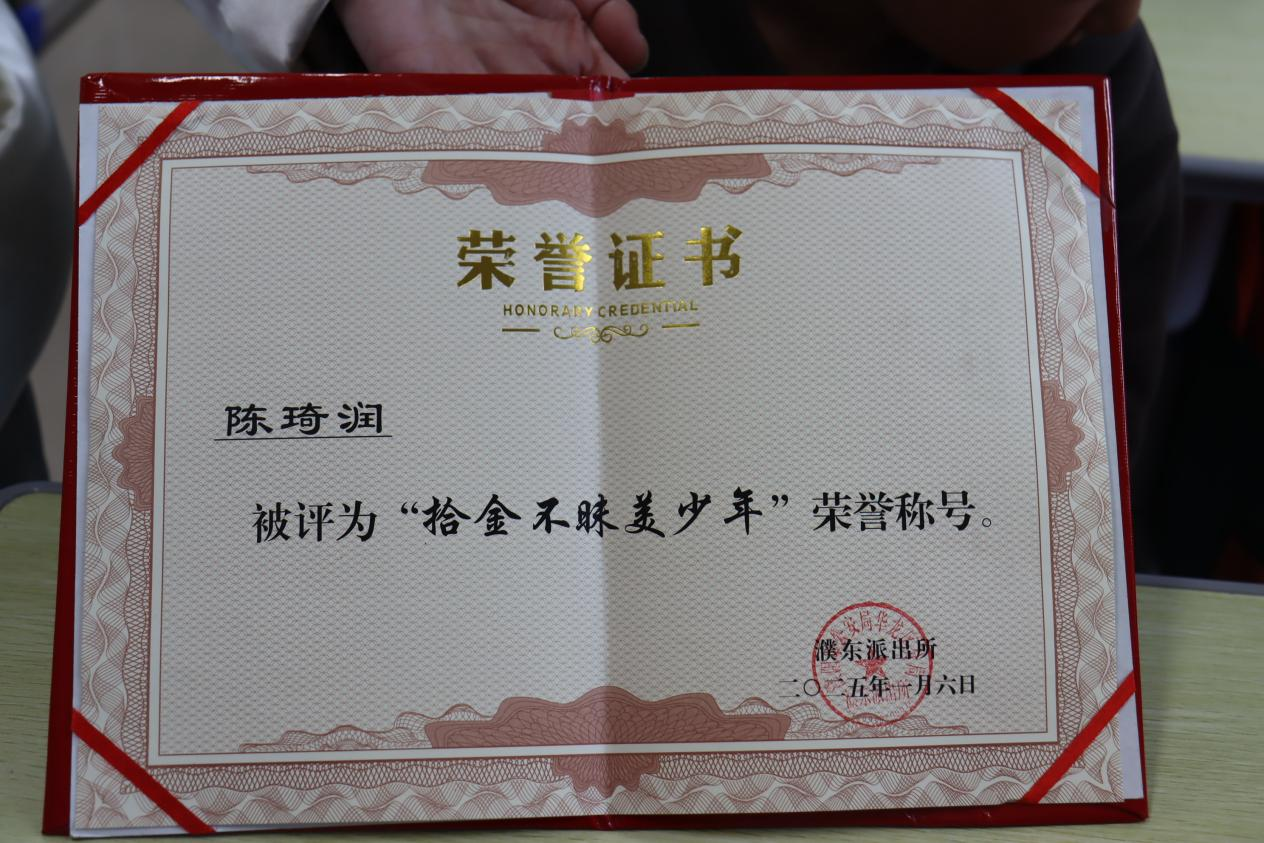 荣誉证书
HONORARY CREDENTIAL
陈琦润
被评为“拾金不昧美少年”荣誉称号。
濮东派出所
二〇二五年一月六日